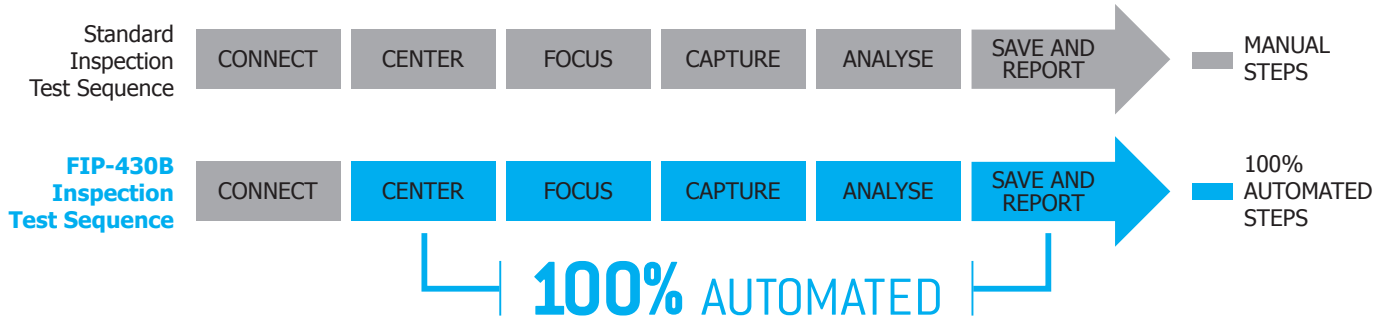 Standard
Inspection
Test Sequence
CONNECT
CENTER
FOCUS
CAPTURE
ANALYSE
SAVE AND
REPORT
MANUAL
STEPS
FIP-430B
Inspection
Test Sequence
CONNECT
CENTER
FOCUS
CAPTURE
ANALYSE
SAVE AND
REPORT
100%
AUTOMATED
STEPS
100% AUTOMATED